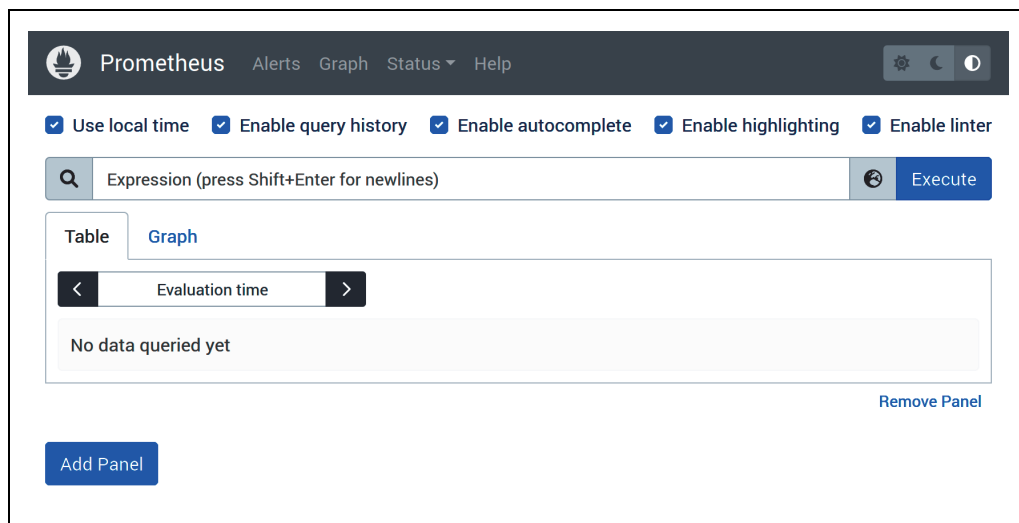 Prometheus Alerts Graph Status Help
Use local time Enable query history Enable autocomplete Enable highlighting Enable linter
Expression (press Shift+Enter for newlines) Execute
Table Graph
Evaluation time
No data queried yet
Remove Panel
Add Panel